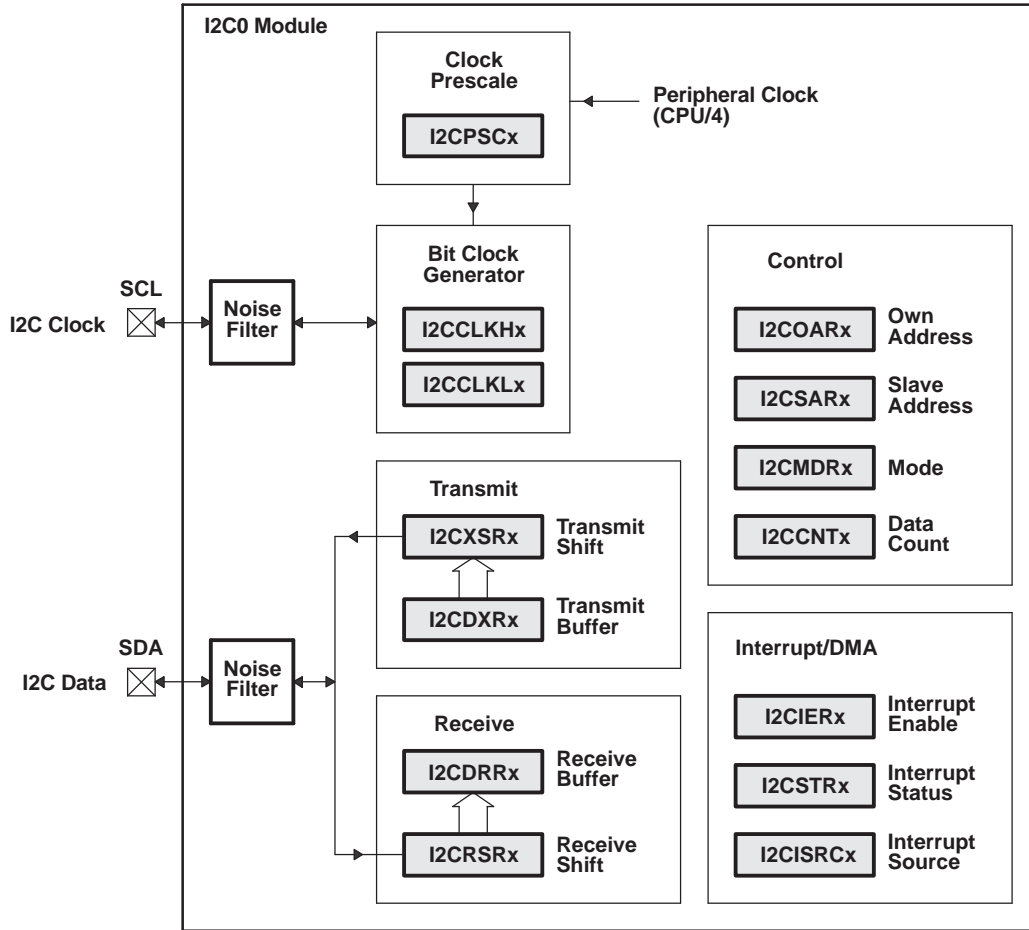 I2C0 Module
Clock
Prescale
I2CPSCx
Peripheral Clock
(CPU/4)
Bit Clock
Generator
I2CCLKHx
I2CCLKLx
SCL
I2C Clock
Noise
Filter
Control
I2COARx
Own
Address
I2CSARx
Slave
Address
I2CMDRx
Mode
I2CCNTx
Data
Count
Transmit
I2CXSRx
Transmit
Shift
I2CDXRx
Transmit
Buffer
SDA
I2C Data
Noise
Filter
Receive
I2CDRRx
Receive
Buffer
I2CRSRx
Receive
Shift
Interrupt/DMA
I2CIERx
Interrupt
Enable
I2CSTRx
Interrupt
Status
I2CISRCx
Interrupt
Source